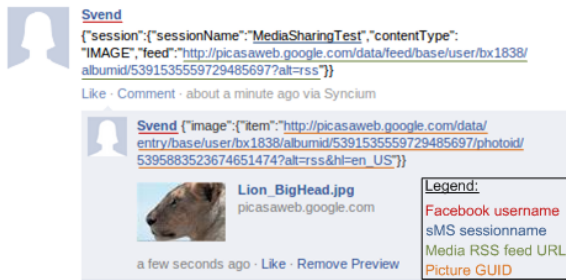 Svend
{"session":{"sessionName":"MediaSharingTest","contentType":
"IMAGE","feed":"http://picasaweb.google.com/data/feed/base/user/bx1838/
albumid/5391535559729485697?alt=rss"}}
Like · Comment · about a minute ago via Syncium
Svend {"image":{"item":"http://picasaweb.google.com/data/
entry/base/user/bx1838/albumid/5391535559729485697/photoid/
5395883523674651474?alt=rss&hl=en_US"}}
Lion_BigHead.jpg
picasaweb.google.com
a few seconds ago · Like · Remove Preview
Legend:
Facebook username
sMS sessionname
Media RSS feed URL
Picture GUID